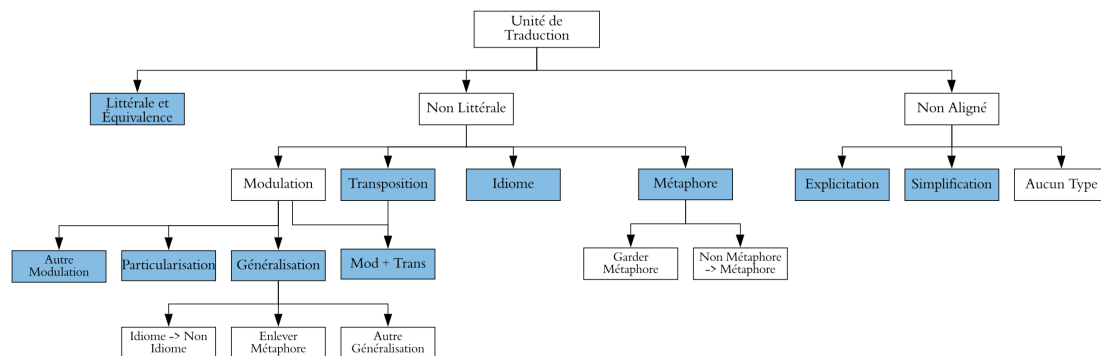 Unité de
Traduction
Littérale et
Équivalence
Non Littérale
Non Aligné
Modulation
Transposition
Idiome
Métaphore
Explicitation
Simplification
Aucun Type
Autre
Modulation
Particularisation
Généralisation
Mod + Trans
Garder
Métaphore
Non Métaphore
-> Métaphore
Idiome -> Non
Idiome
Enlever
Métaphore
Autre
Généralisation